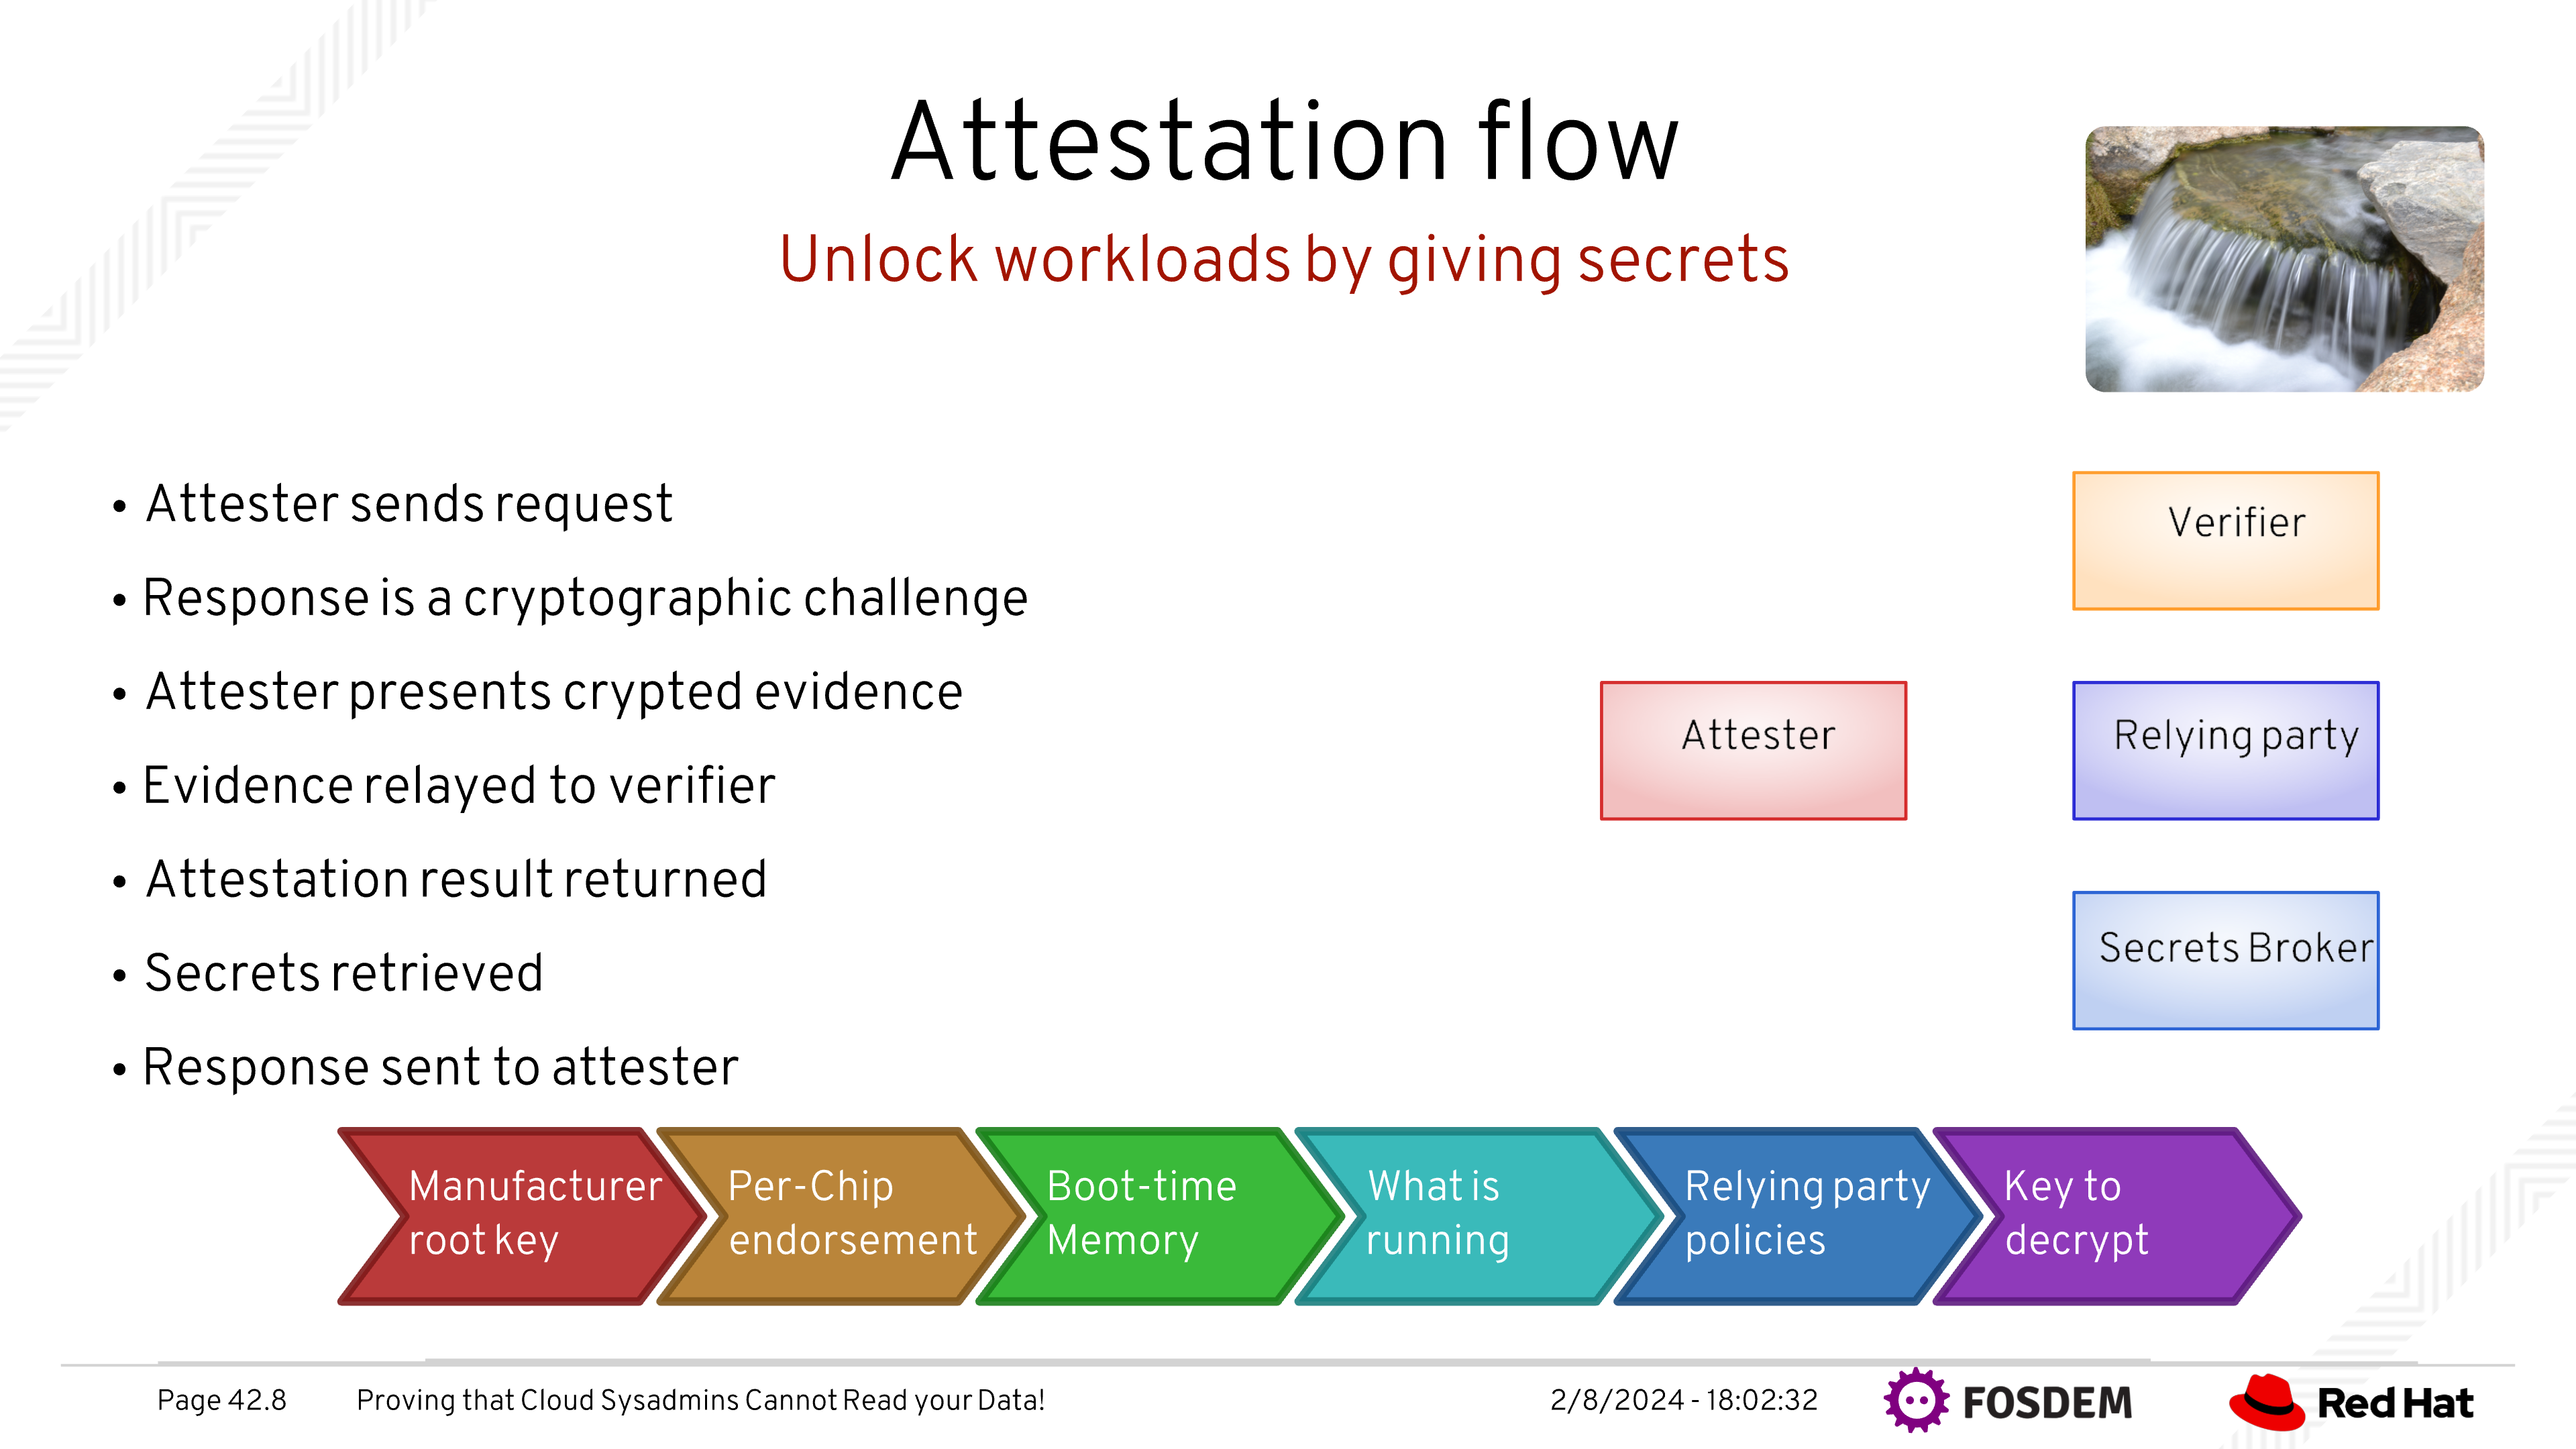 Attestation flow
Unlock workloads by giving secrets
• Attester sends request
• Response is a cryptographic challenge
• Attester presents crypted evidence
• Evidence relayed to verifier
• Attestation result returned
• Secrets retrieved
• Response sent to attester
Verifier
Attester
Relying party
Secrets Broker
Manufacturer
root key
Per-Chip
endorsement
Boot-time
Memory
What is
running
Relying party
policies
Key to
decrypt
Page 42.8
Proving that Cloud Sysadmins Cannot Read your Data!
2/8/2024 - 18:02:32
FOSDEM
Red Hat